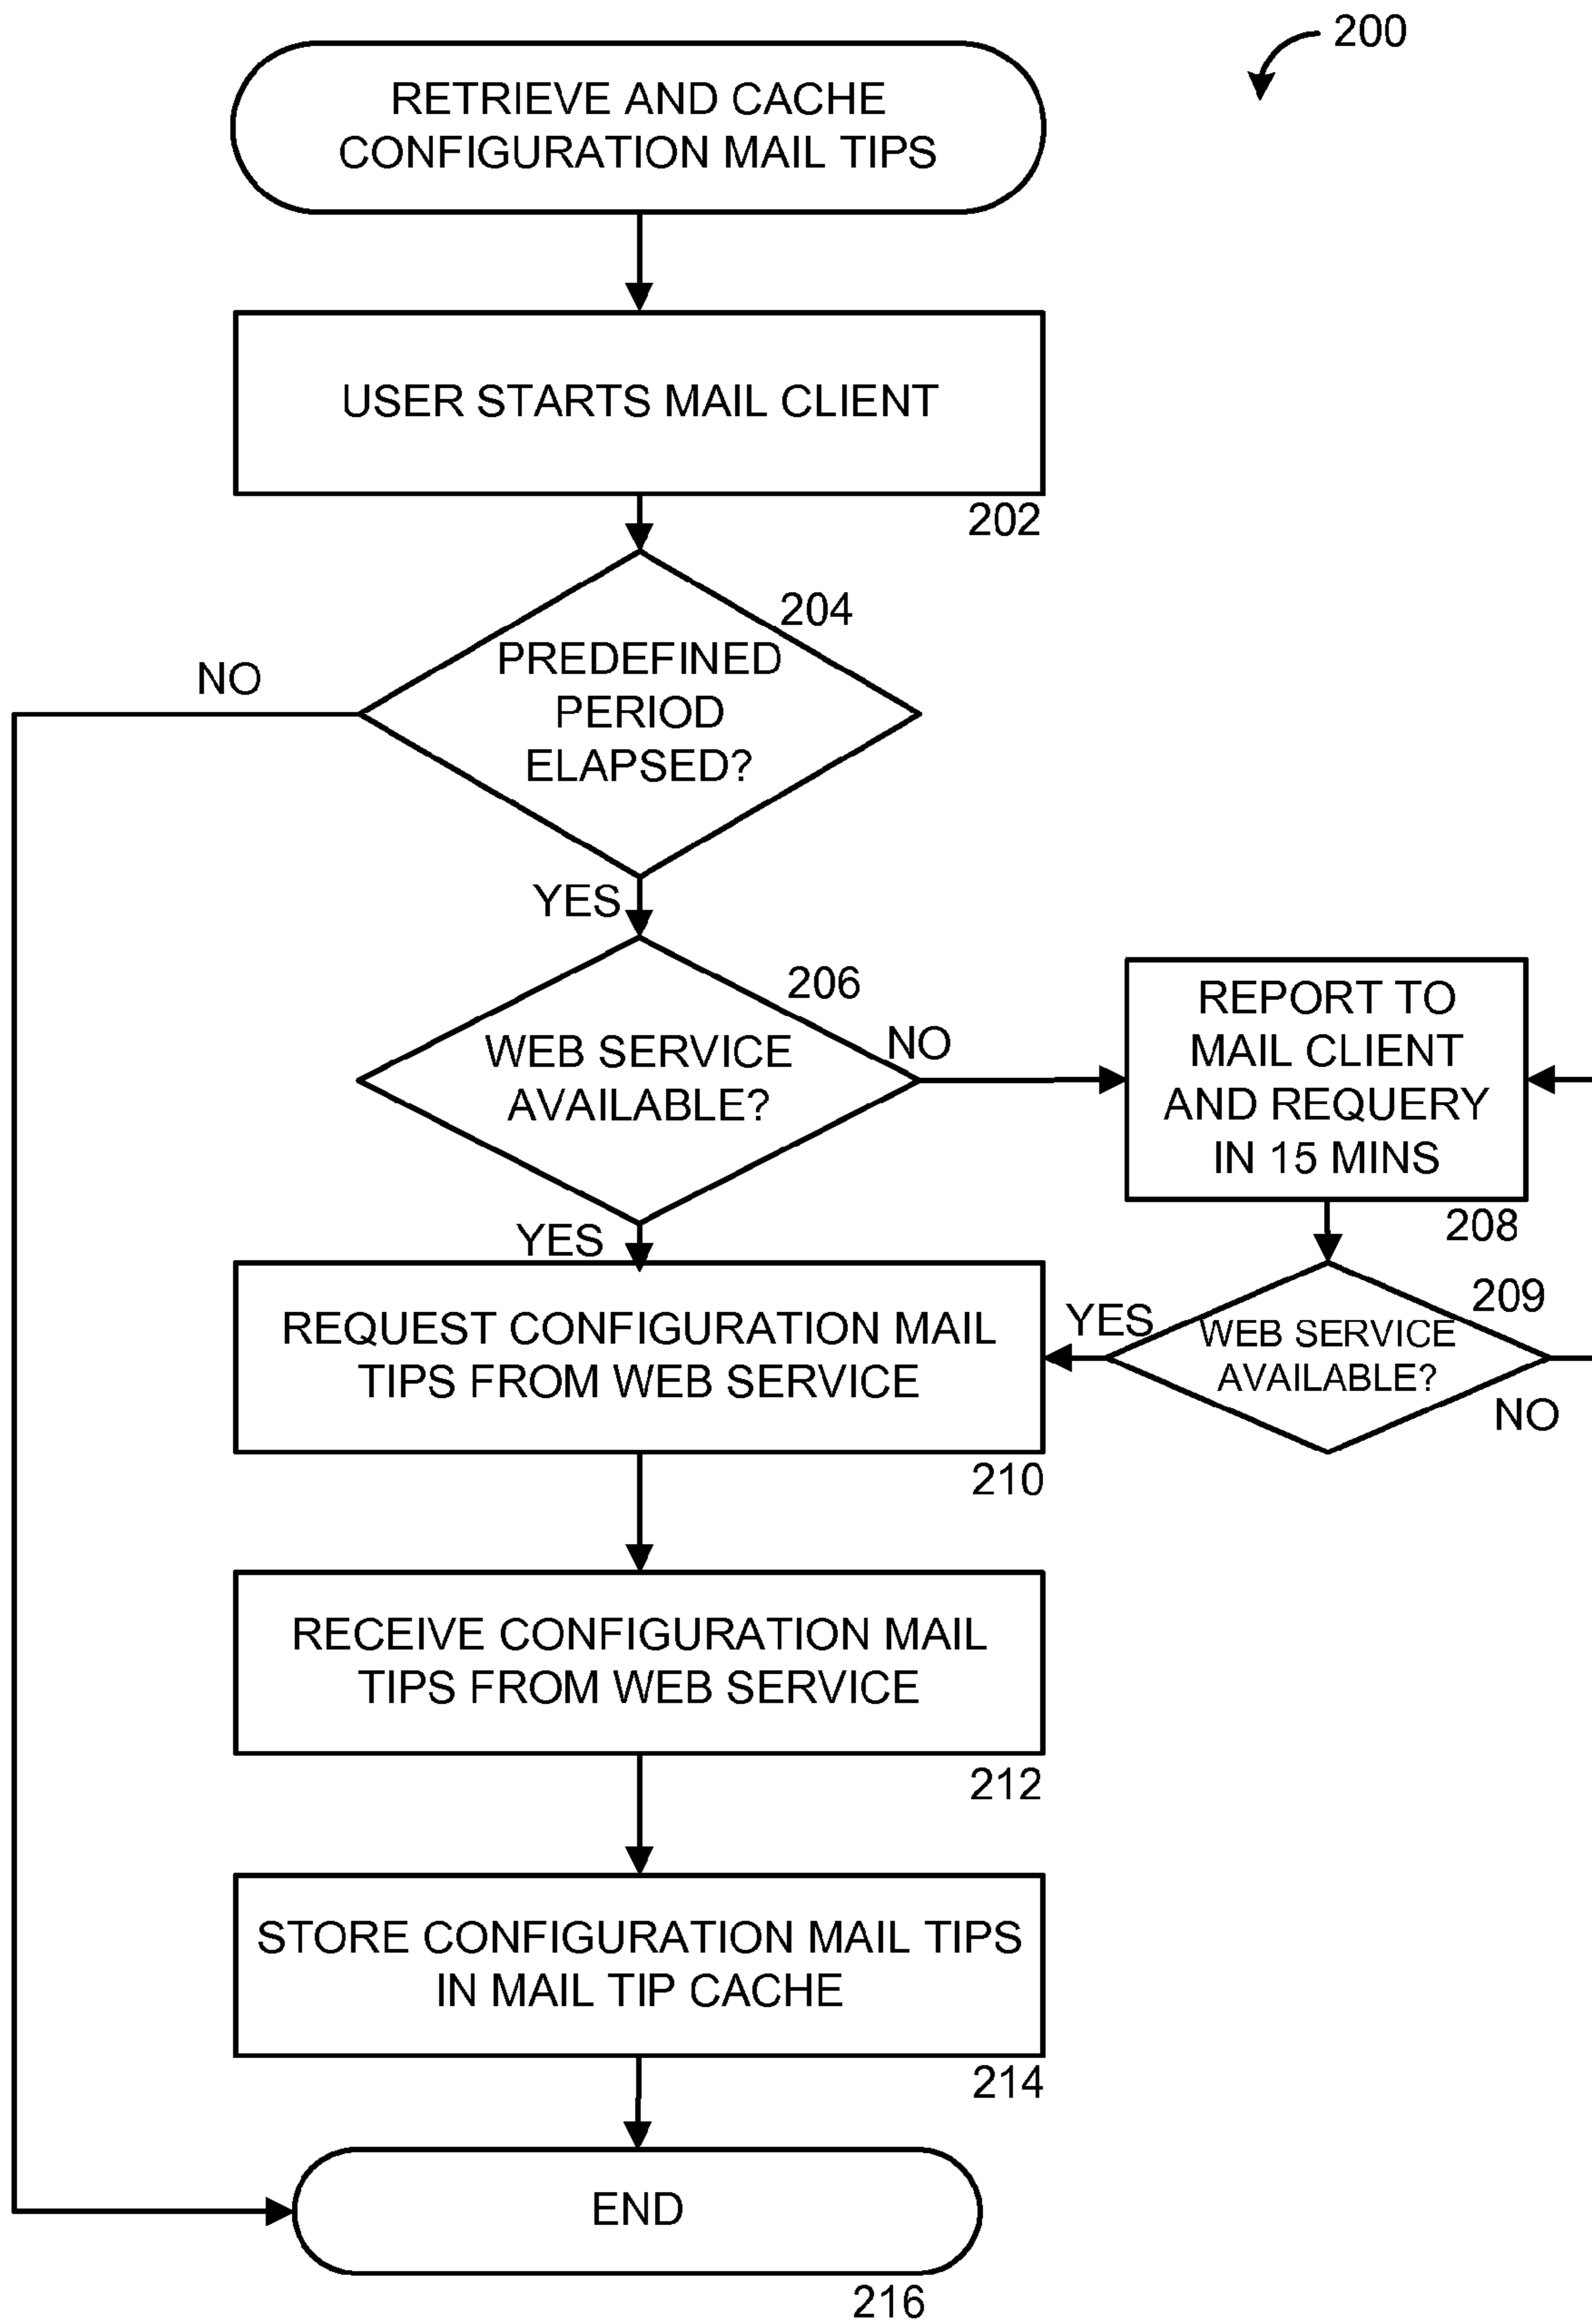 200
RETRIEVE AND CACHE
CONFIGURATION MAIL TIPS
USER STARTS MAIL CLIENT
202
204
PREDEFINED
PERIOD
ELAPSED?
NO
YES
206
WEB SERVICE
AVAILABLE?
NO
REPORT TO
MAIL CLIENT
AND REQUERY
IN 15 MINS
208
YES
209
WEB SERVICE
AVAILABLE?
YES
NO
REQUEST CONFIGURATION MAIL
TIPS FROM WEB SERVICE
210
RECEIVE CONFIGURATION MAIL
TIPS FROM WEB SERVICE
212
STORE CONFIGURATION MAIL TIPS
IN MAIL TIP CACHE
214
END
216